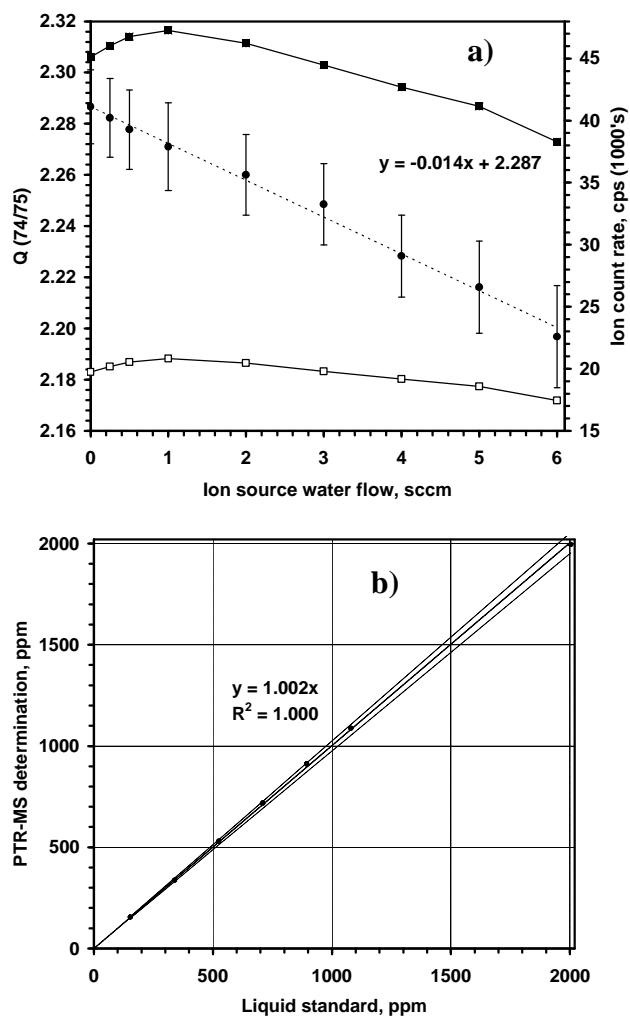 a)
2.32
2.30
2.28
2.26
2.24
2.22
2.20
2.18
2.16
Q (74/75)
y = -0.014x + 2.287
45
40
35
30
25
20
15
Ion count rate, cps (1000's)
0 1 2 3 4 5 6
Ion source water flow, sccm
b)
2000
1500
1000
500
0
PTR-MS determination, ppm
y = 1.002x
R² = 1.000
0 500 1000 1500 2000
Liquid standard, ppm